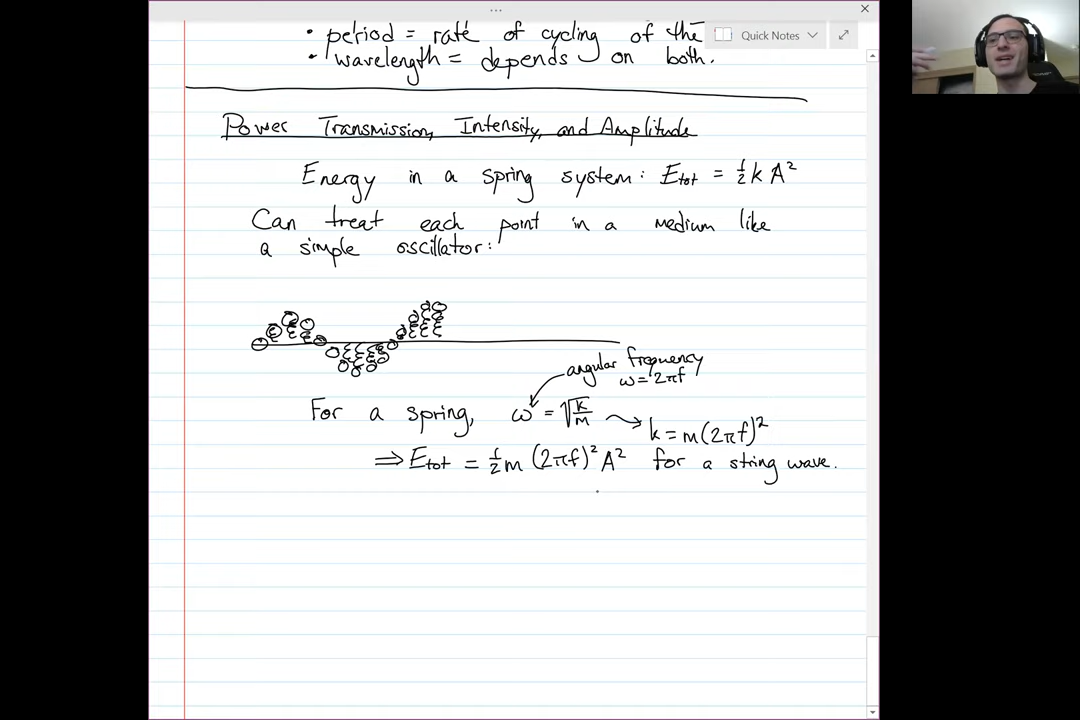 • period = rate of cycling of the
Quick Notes
• wavelength = depends on both.
Power Transmission, Intensity, and Amplitude
Energy in a spring system: Etot = ½ k A²
Can treat each point in a medium like
a simple oscillator:
angular frequency
ω = 2πf
For a spring, ω = √(k/m)
k = m(2πf)²
⇒ Etot = ½ m (2πf)² A² for a string wave.